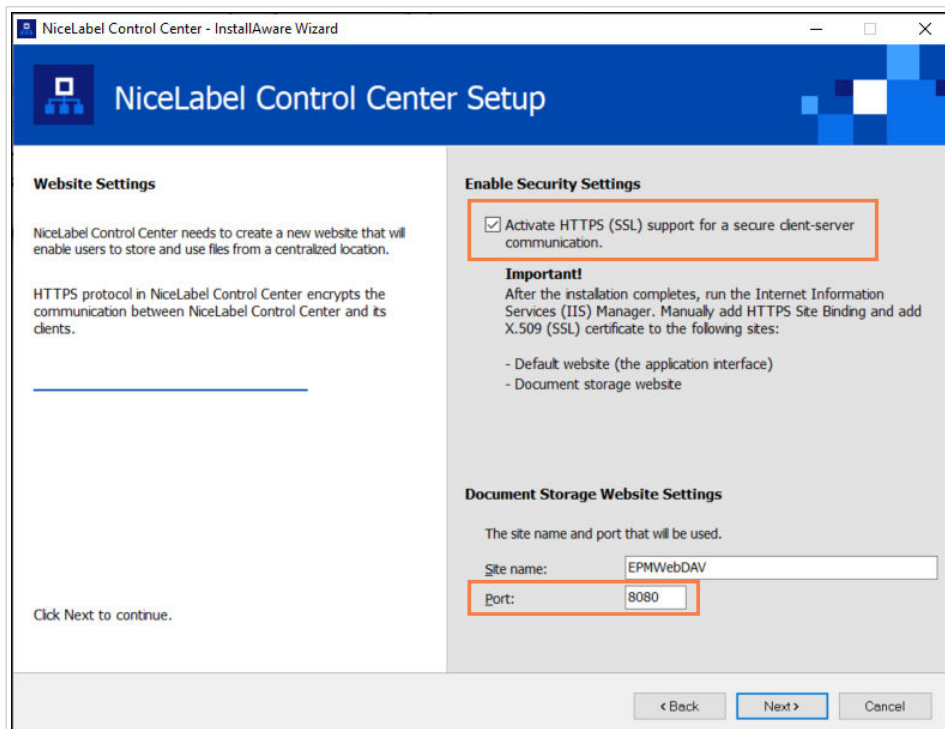 NiceLabel Control Center - InstallAware Wizard
NiceLabel Control Center Setup
Website Settings
NiceLabel Control Center needs to create a new website that will
enable users to store and use files from a centralized location.
HTTPS protocol in NiceLabel Control Center encrypts the
communication between NiceLabel Control Center and its
clients.
Click Next to continue.
Enable Security Settings
Activate HTTPS (SSL) support for a secure client-server
communication.
Important!
After the installation completes, run the Internet Information
Services (IIS) Manager. Manually add HTTPS Site Binding and add
X.509 (SSL) certificate to the following sites:
- Default website (the application interface)
- Document storage website
Document Storage Website Settings
The site name and port that will be used.
Site name: EPMWebDAV
Port: 8080
< Back Next > Cancel